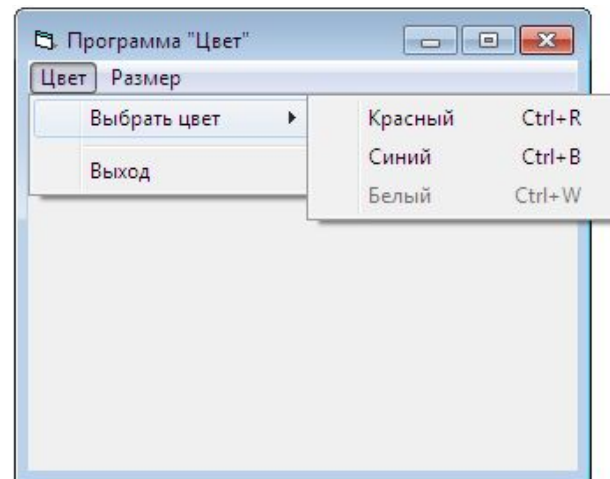 Программа "Цвет"
Цвет Размер
Выбрать цвет
Выход
Красный Ctrl+R
Синий Ctrl+B
Белый Ctrl+W